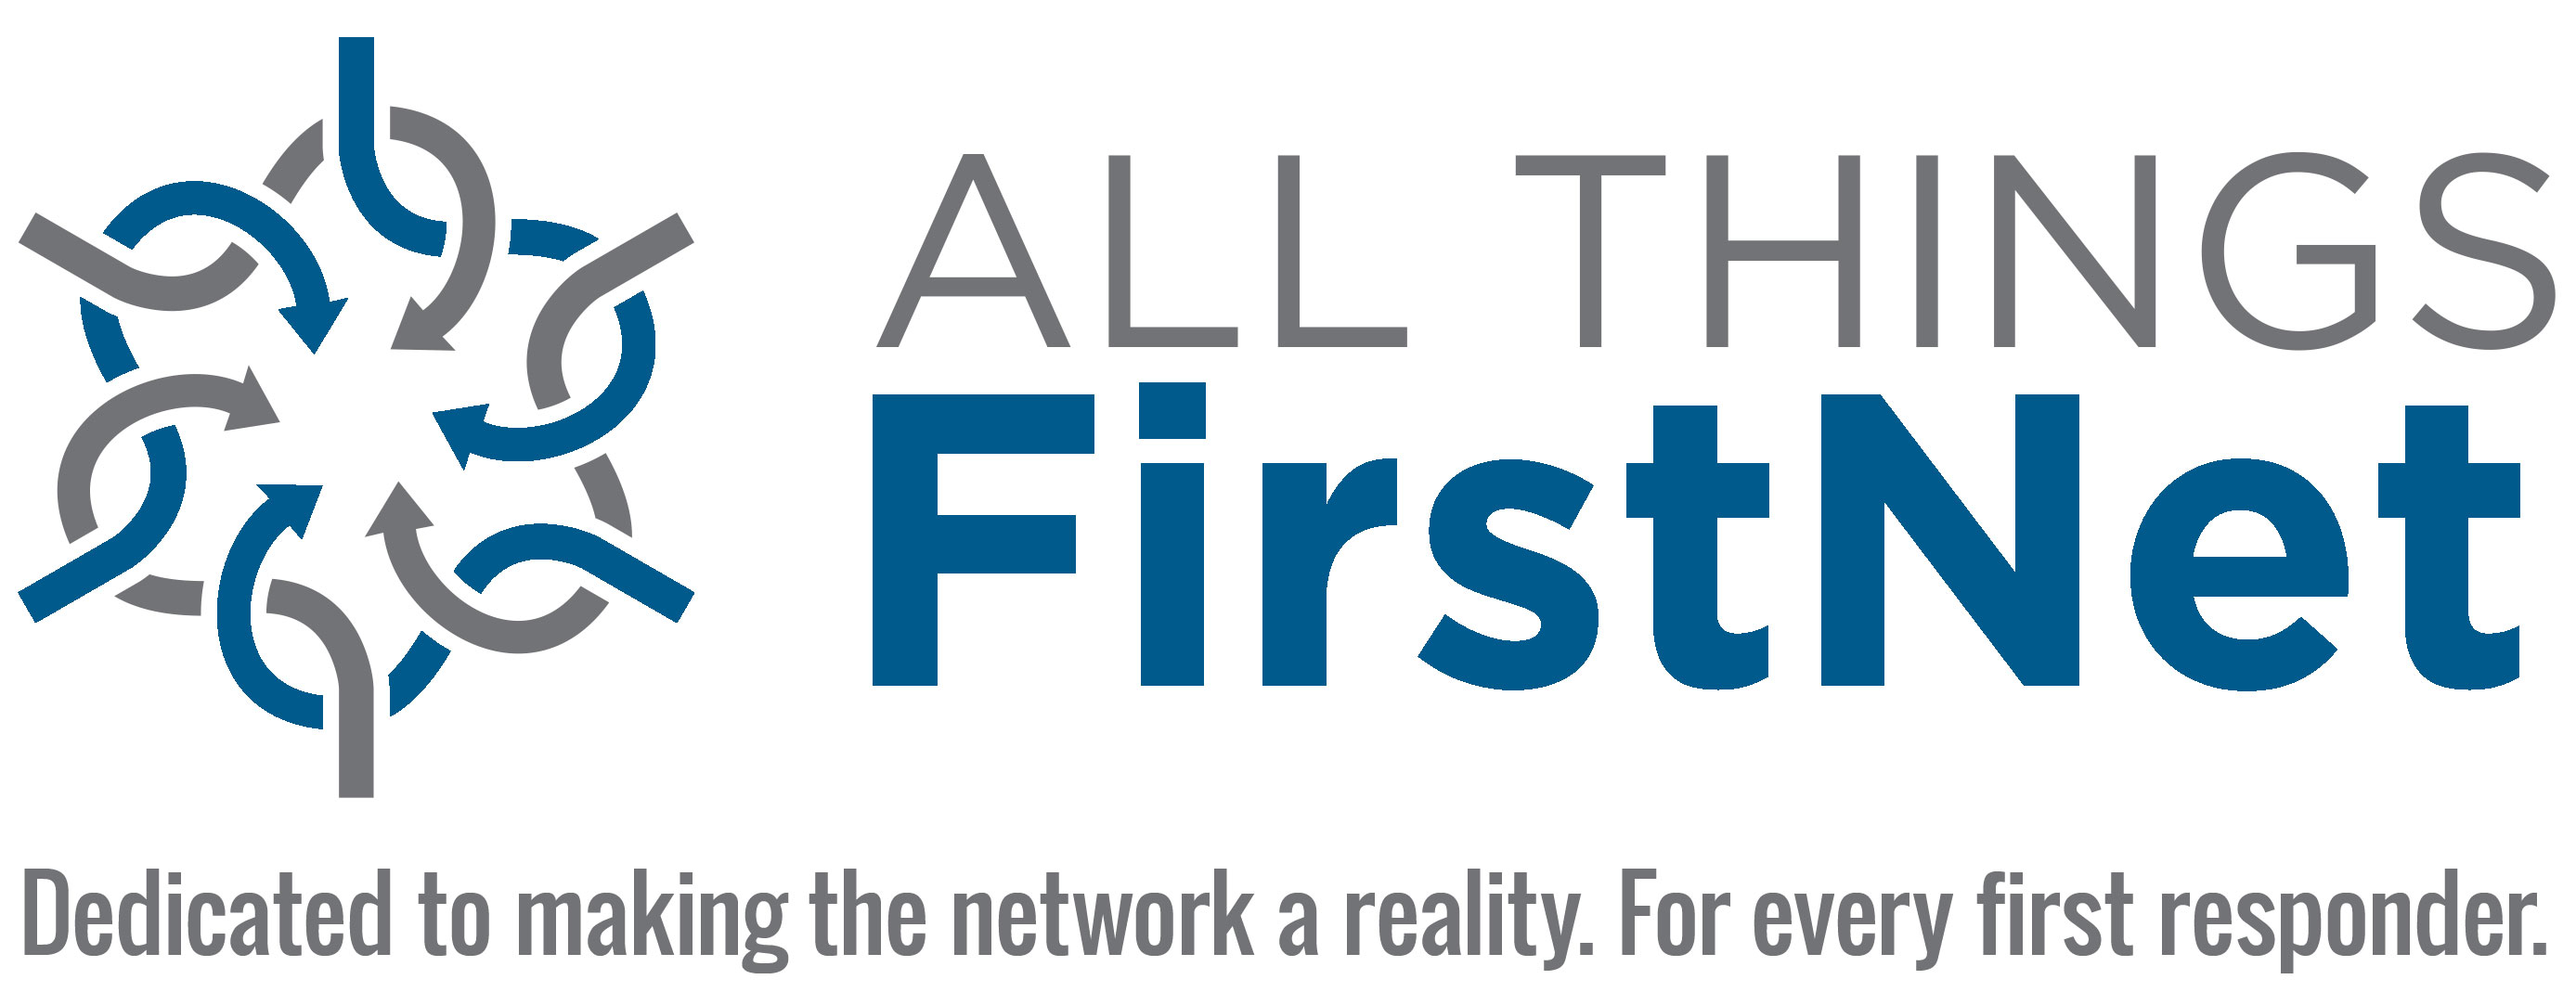 ALL THINGS
FirstNet
Dedicated to making the network a reality. For every first responder.